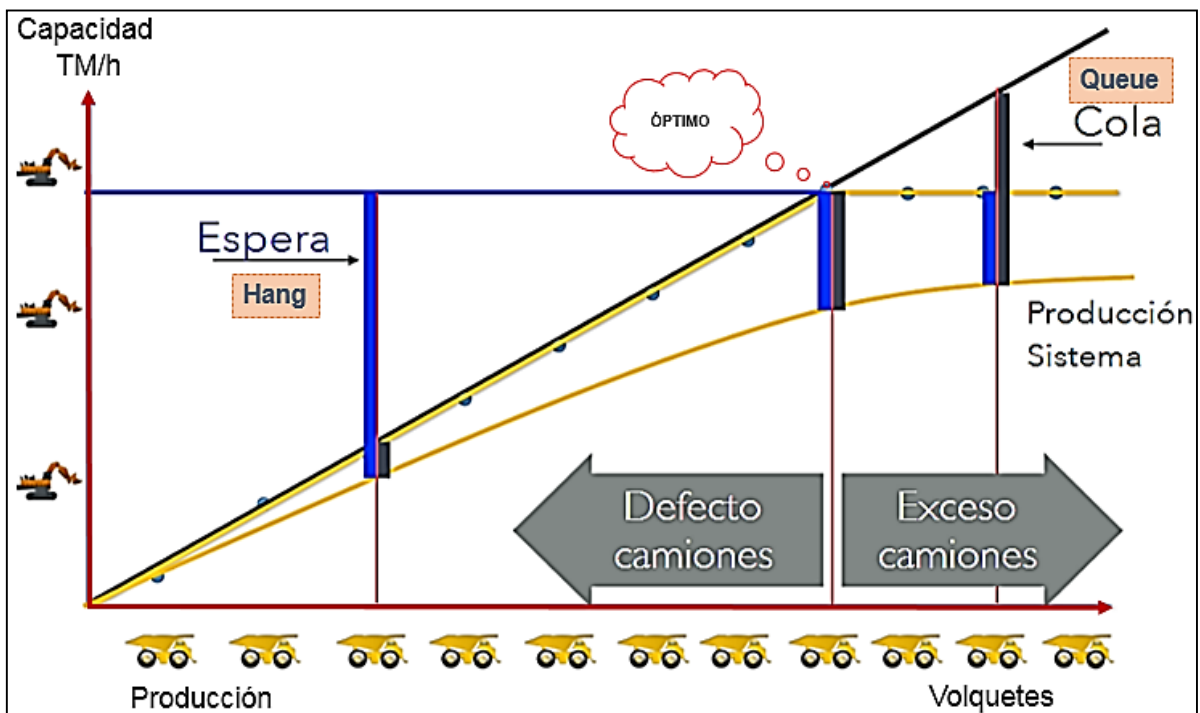 Capacidad
TM/h
ÓPTIMO
Queue
Cola
Espera
Hang
Producción
Sistema
Defecto
camiones
Exceso
camiones
Producción
Volquetes